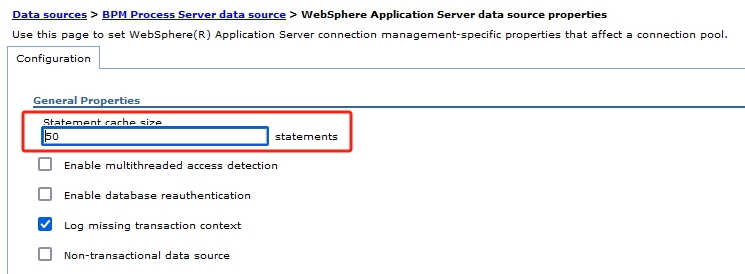 Data sources > BPM Process Server data source > WebSphere Application Server data source properties
Use this page to set WebSphere(R) Application Server connection management-specific properties that affect a connection pool.
Configuration
General Properties
Statement cache size
50 statements
Enable multithreaded access detection
Enable database reauthentication
Log missing transaction context
Non-transactional data source